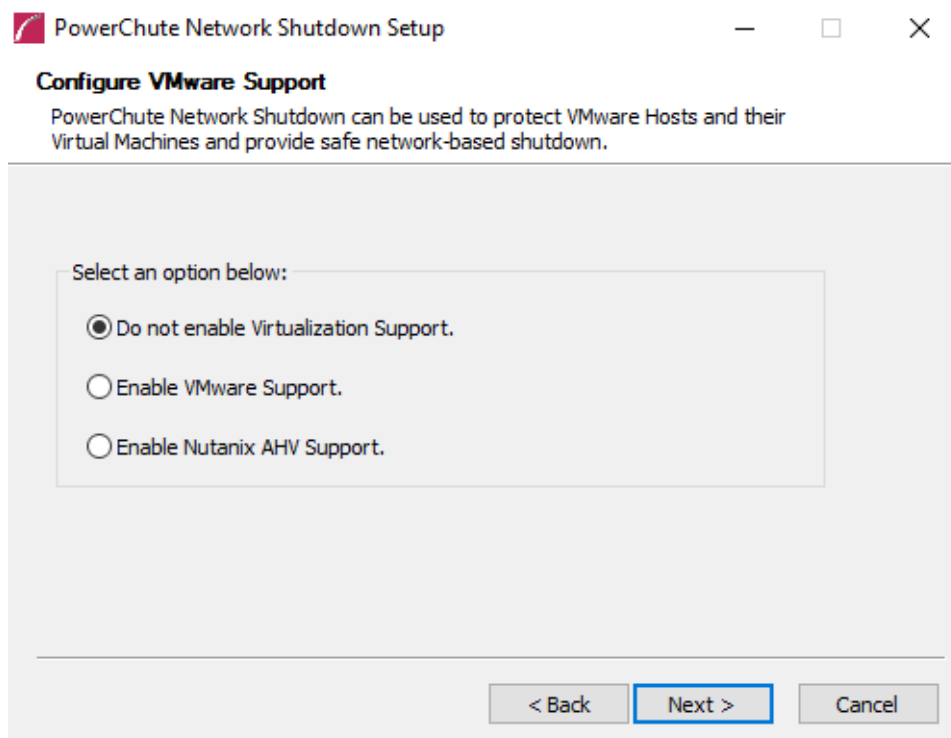 PowerChute Network Shutdown Setup
Configure VMware Support
PowerChute Network Shutdown can be used to protect VMware Hosts and their
Virtual Machines and provide safe network-based shutdown.
Select an option below:
Do not enable Virtualization Support.
Enable VMware Support.
Enable Nutanix AHV Support.
< Back Next > Cancel